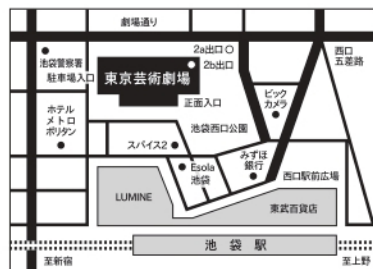 劇場通り
2a出口
2b出口
西口
五差路
池袋警察署
駐車場入口
東京芸術劇場
正面入口
ビック
カメラ
ホテル
メトロ
ポリタン
池袋西口公園
スパイス2
Esola
池袋
みずほ
銀行
西口駅前広場
LUMINE
東武百貨店
池袋駅
至新宿
至上野